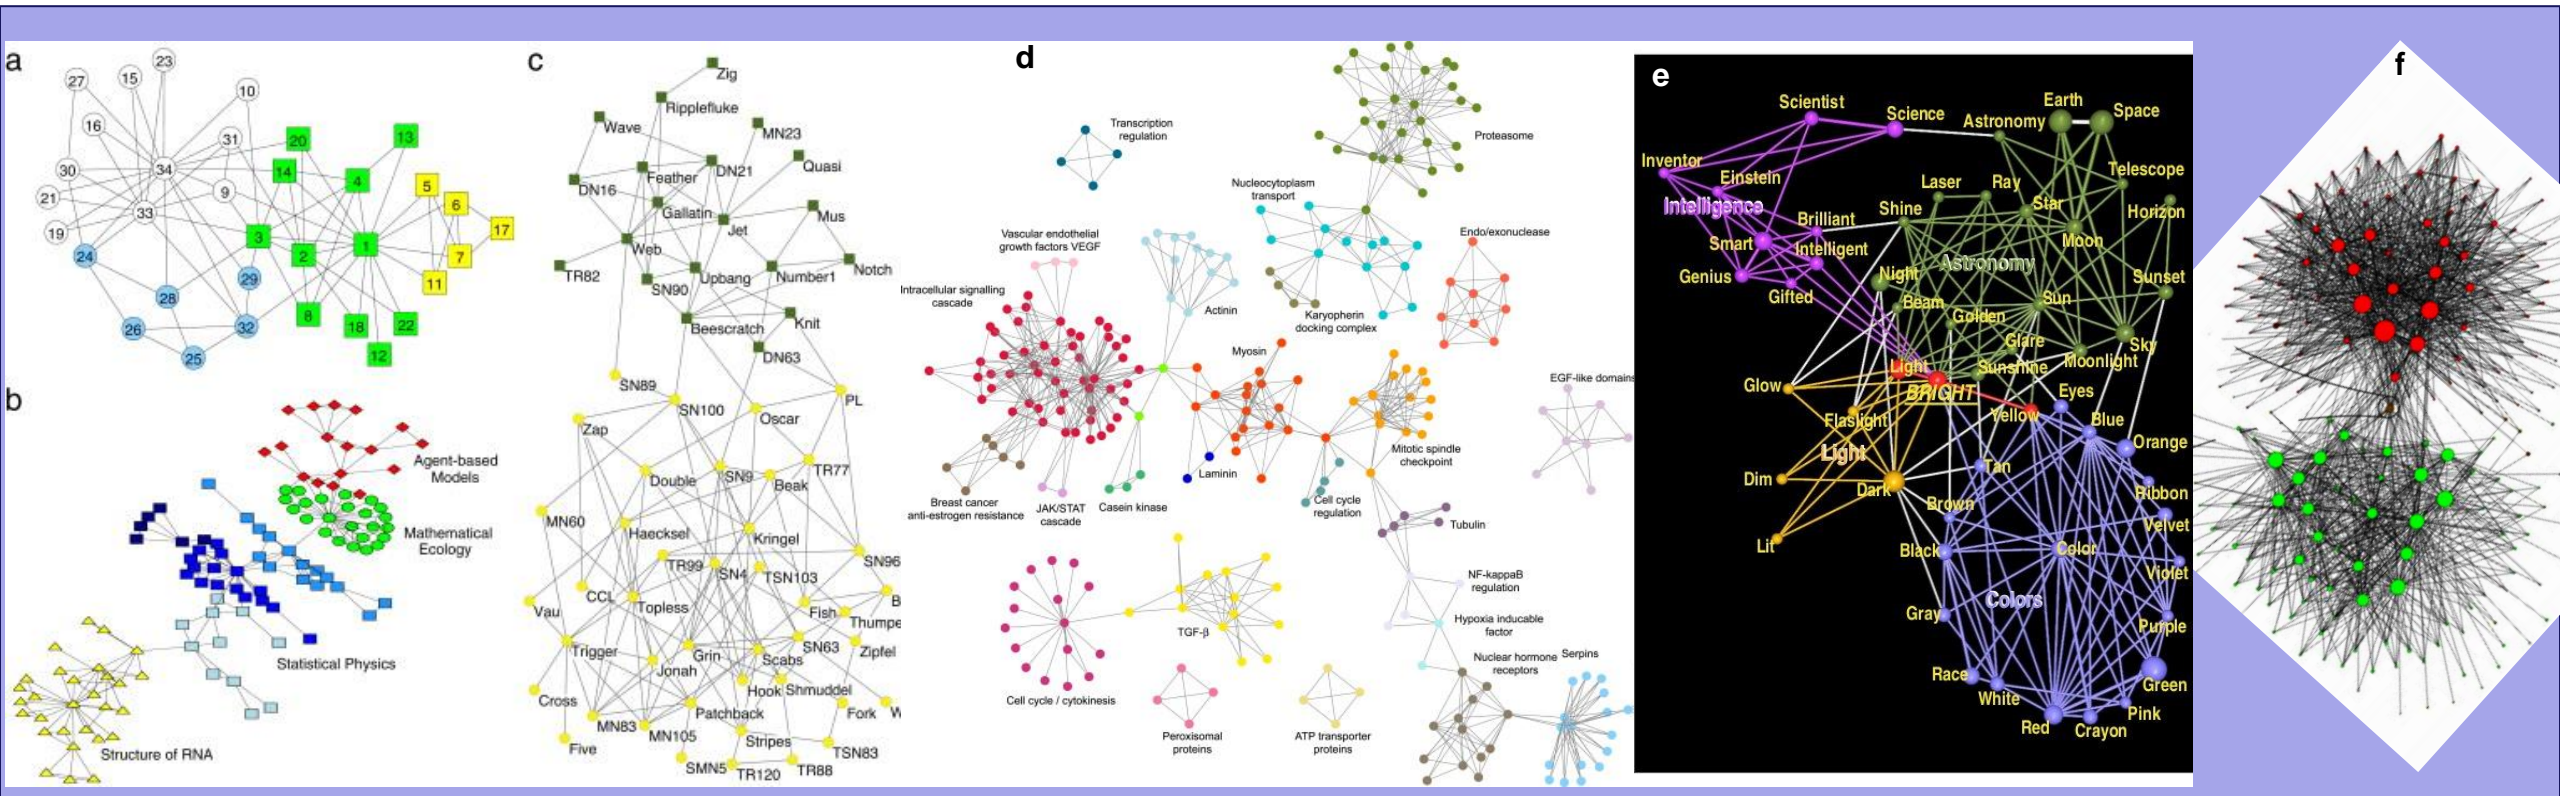 a
23
27
15
10
16
31
20
13
34
30
14
4
5
21
9
6
33
17
19
3
1
2
7
24
29
11
28
8
18
22
26
32
12
25
b
Agent-based
Models
Mathematical
Ecology
Statistical Physics
Structure of RNA
c
Zig
Ripplefluke
Wave
MN23
Quasi
DN21
Feather
DN16
Gallatin
Mus
Jet
Web
TR82
Upbang
Number1
Notch
SN90
Beescratch
Knit
DN63
SN89
PL
SN100
Oscar
Zap
TR77
Double
SN9
Beak
MN60
Haecksel
Kringel
SN96
TR99
SN4
TSN103
CCL
Topless
Vau
Fish
B
Thumpe
SN63
Zipfel
Trigger
Grin
Scabs
Jonah
Hook
Shmuddel
Cross
Patchback
Fork
W
MN83
MN105
Stripes
Five
TSN83
SMN5
TR120
TR88
d
Transcription
regulation
Proteasome
Nucleocytoplasm
transport
Vascular endothelial
growth factors VEGF
Endo/exonuclease
Intracellular signalling
cascade
Actinin
Karyopherin
docking complex
Myosin
EGF-like domains
Mitotic spindle
checkpoint
Laminin
Breast cancer
anti-estrogen resistance
JAK/STAT
cascade
Casein kinase
Cell cycle
regulation
Tubulin
NF-kappaB
regulation
Hypoxia inducable
factor
TGF-β
Nuclear hormone
receptors
Serpins
Cell cycle / cytokinesis
Peroxisomal
proteins
ATP transporter
proteins
e
Scientist
Science
Astronomy
Earth
Space
Inventor
Einstein
Telescope
Laser
Ray
Intelligence
Shine
Star
Horizon
Brilliant
Smart
Intelligent
Moon
Astronomy
Genius
Night
Sunset
Gifted
Beam
Sun
Golden
Glare
Sky
Moonlight
Light
Sunshine
Glow
BRIGHT
Eyes
Flaslight
Yellow
Blue
Light
Orange
Tan
Dim
Dark
Brown
Ribbon
Velvet
Lit
Black
Color
Violet
Colors
Gray
Purple
Race
White
Green
Red
Crayon
Pink
f